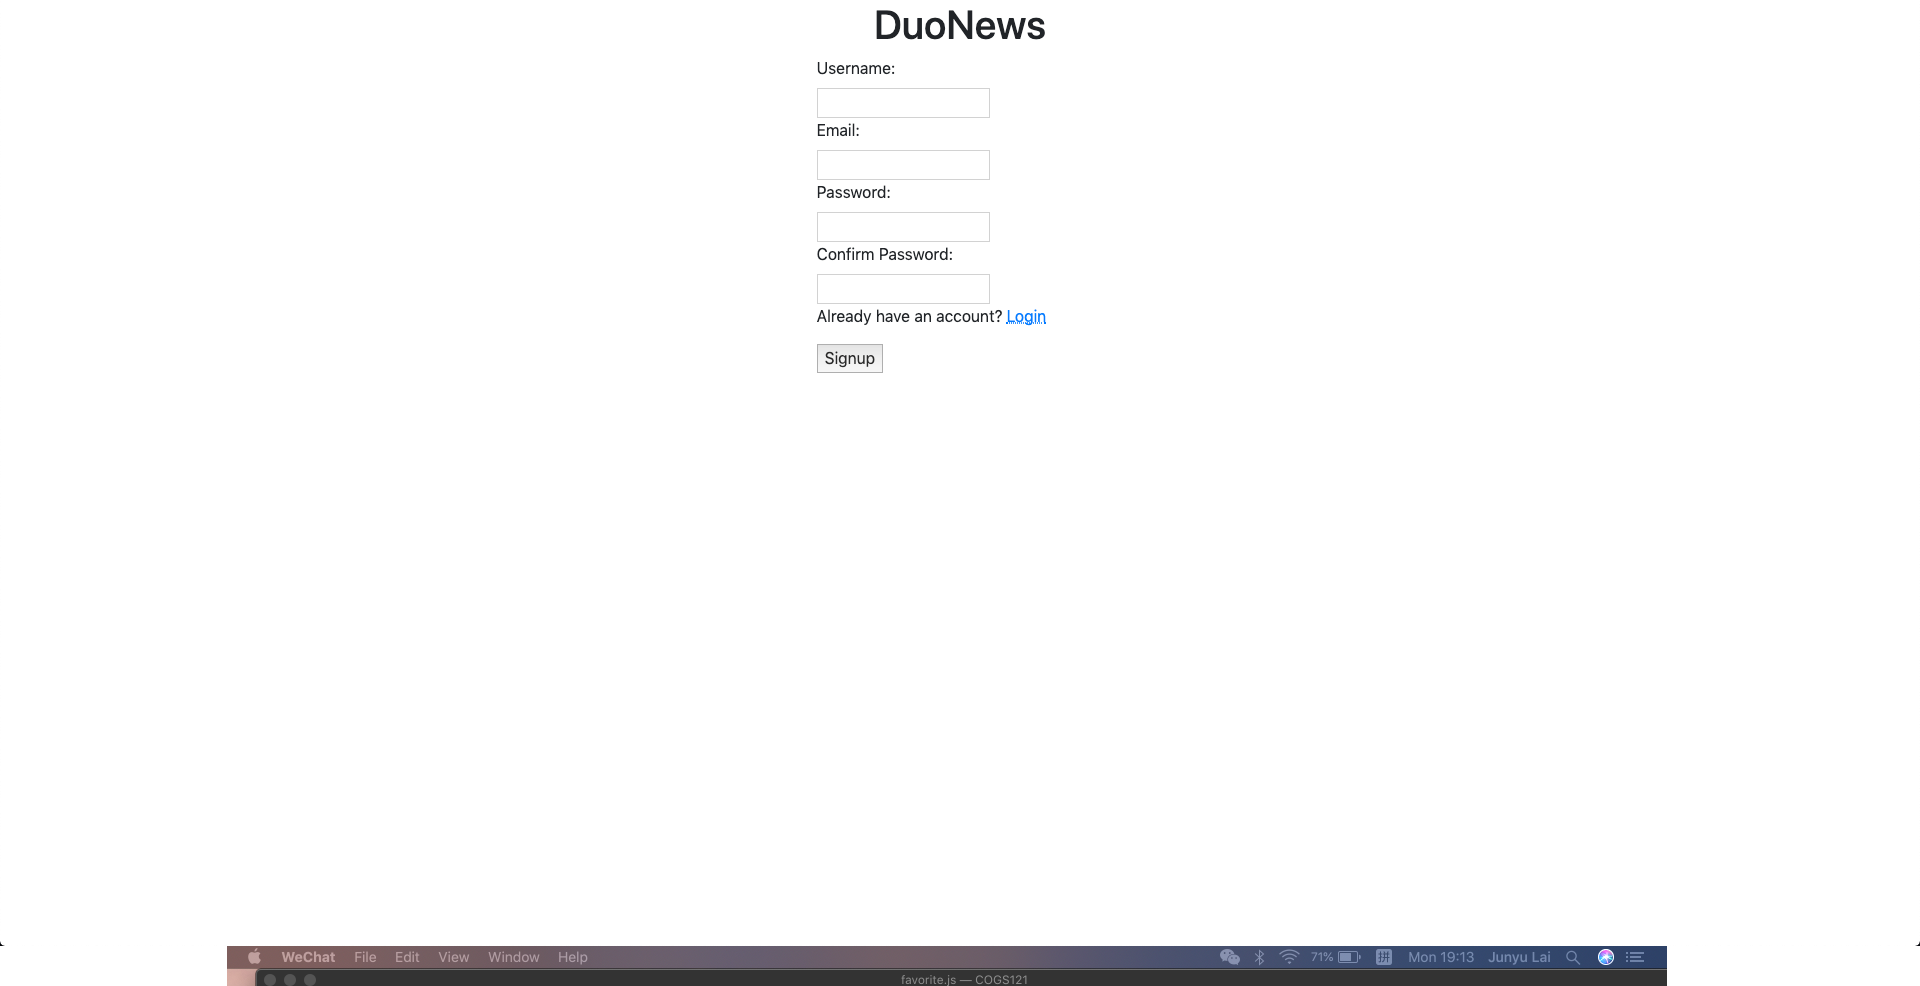 DuoNews
Username:
Email:
Password:
Confirm Password:
Already have an account? Login
Signup
WeChat File Edit View Window Help 71% 拼 Mon 19:13 Junyu Lai
favorite.js — COGS121